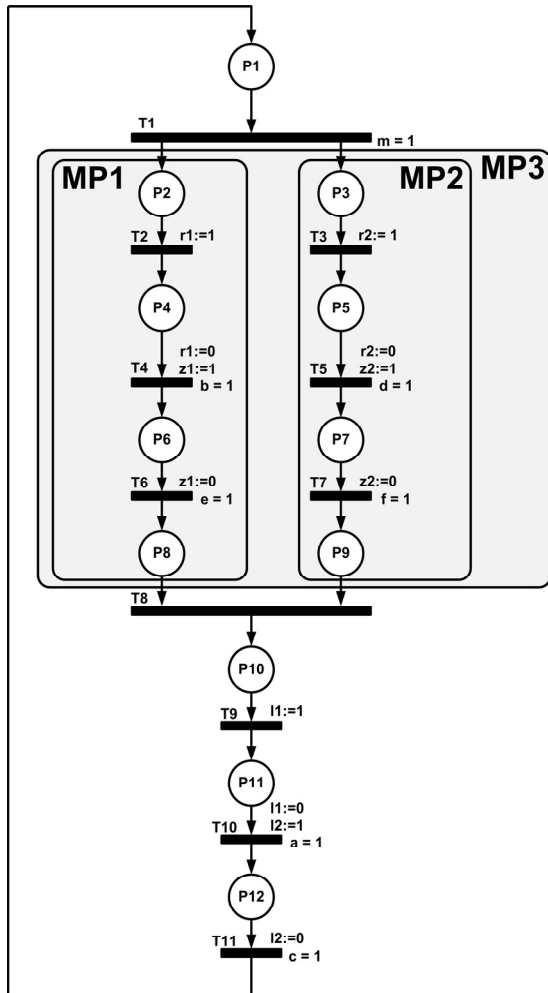 P1
T1
m = 1
MP1
MP2
MP3
P2
P3
T2
r1:=1
T3
r2:= 1
P4
P5
r1:=0
r2:=0
T4
z1:=1
T5
z2:=1
b = 1
d = 1
P6
P7
T6
z1:=0
T7
z2:=0
e = 1
f = 1
P8
P9
T8
P10
T9
l1:=1
P11
l1:=0
T10
l2:=1
a = 1
P12
T11
l2:=0
c = 1